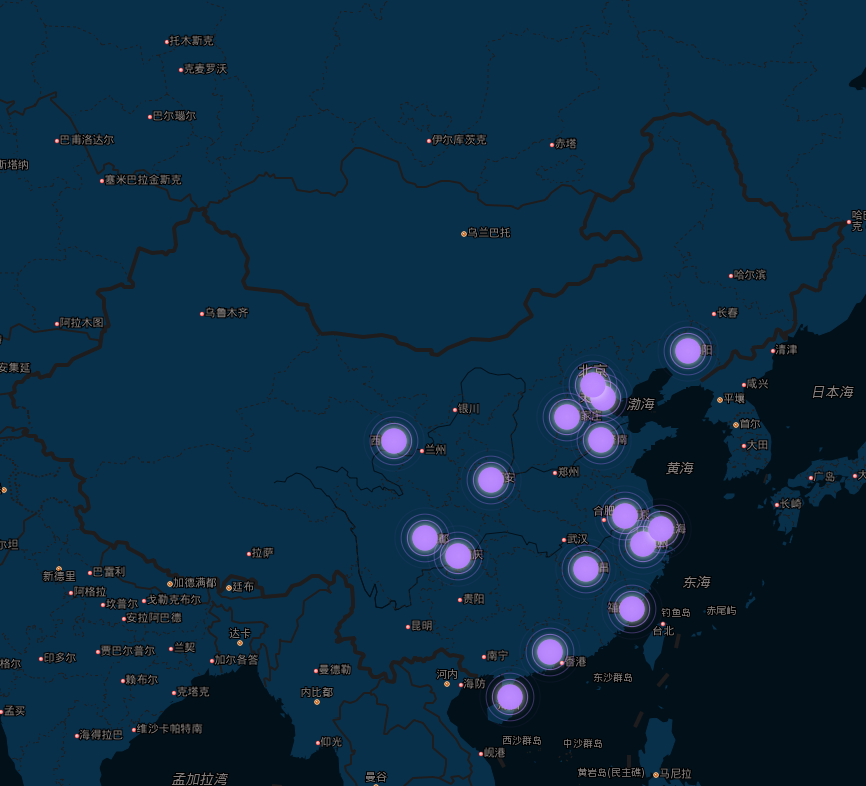 托木斯克
克麦罗沃
巴尔瑙尔
巴甫洛达尔
伊尔库茨克
赤塔
斯塔纳
塞米巴拉金斯克
哈巴
克
乌兰巴托
哈尔滨
乌鲁木齐
长春
阿拉木图
阳
清津
安集延
北京
咸兴
日本海
平壤
渤海
银川
首尔
西
兰州
南
大田
黄海
郑州
安
广岛
大
长崎
合肥
海
武汉
都
庆
尔坦
拉萨
昌
新德里
巴雷利
加德满都
廷布
东海
阿格拉
坎普尔
戈勒克布尔
贵阳
福
钓鱼岛
赤尾屿
安拉阿巴德
昆明
台北
达卡
印多尔
费巴尔普尔
兰契
加尔各答
南宁
香港
格尔
曼德勒
河内
海防
东沙群岛
赖布尔
克塔克
内比都
孟买
维沙卡帕特南
海得拉巴
仰光
西沙群岛
中沙群岛
岘港
孟加拉湾
曼谷
黄岩岛(民主礁)
马尼拉